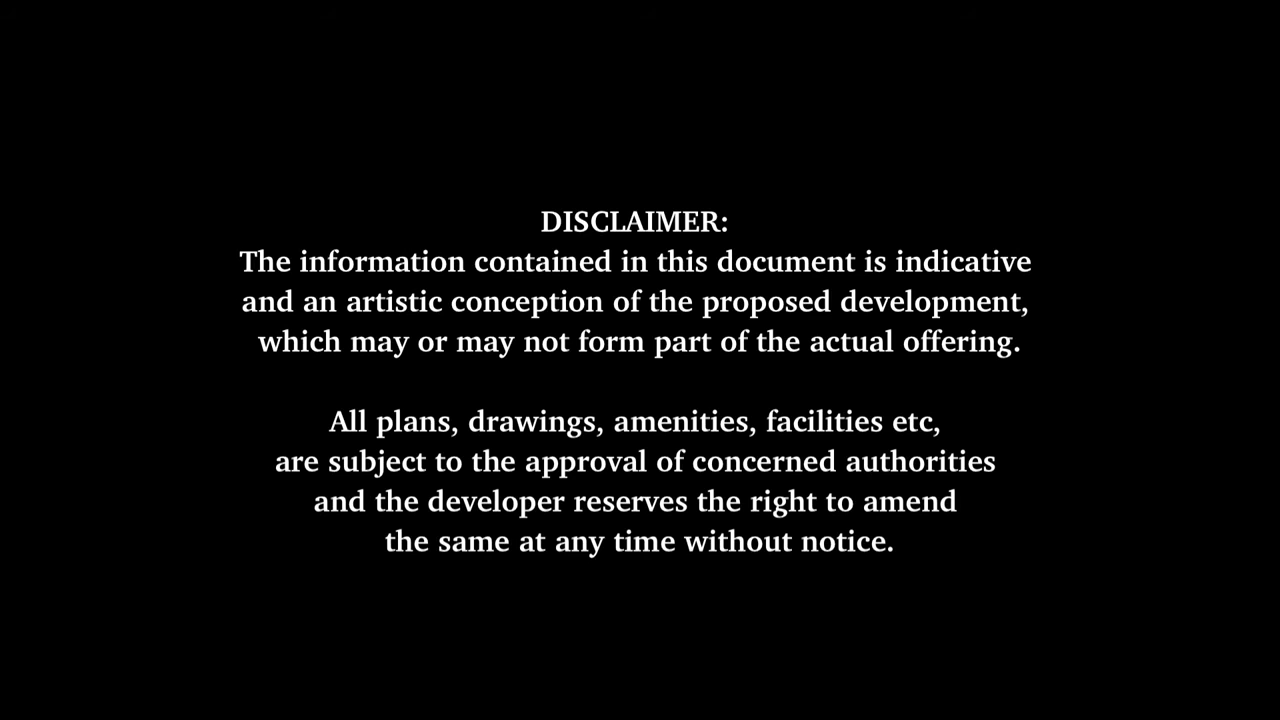 DISCLAIMER:
The information contained in this document is indicative
and an artistic conception of the proposed development,
which may or may not form part of the actual offering.
All plans, drawings, amenities, facilities etc,
are subject to the approval of concerned authorities
and the developer reserves the right to amend
the same at any time without notice.